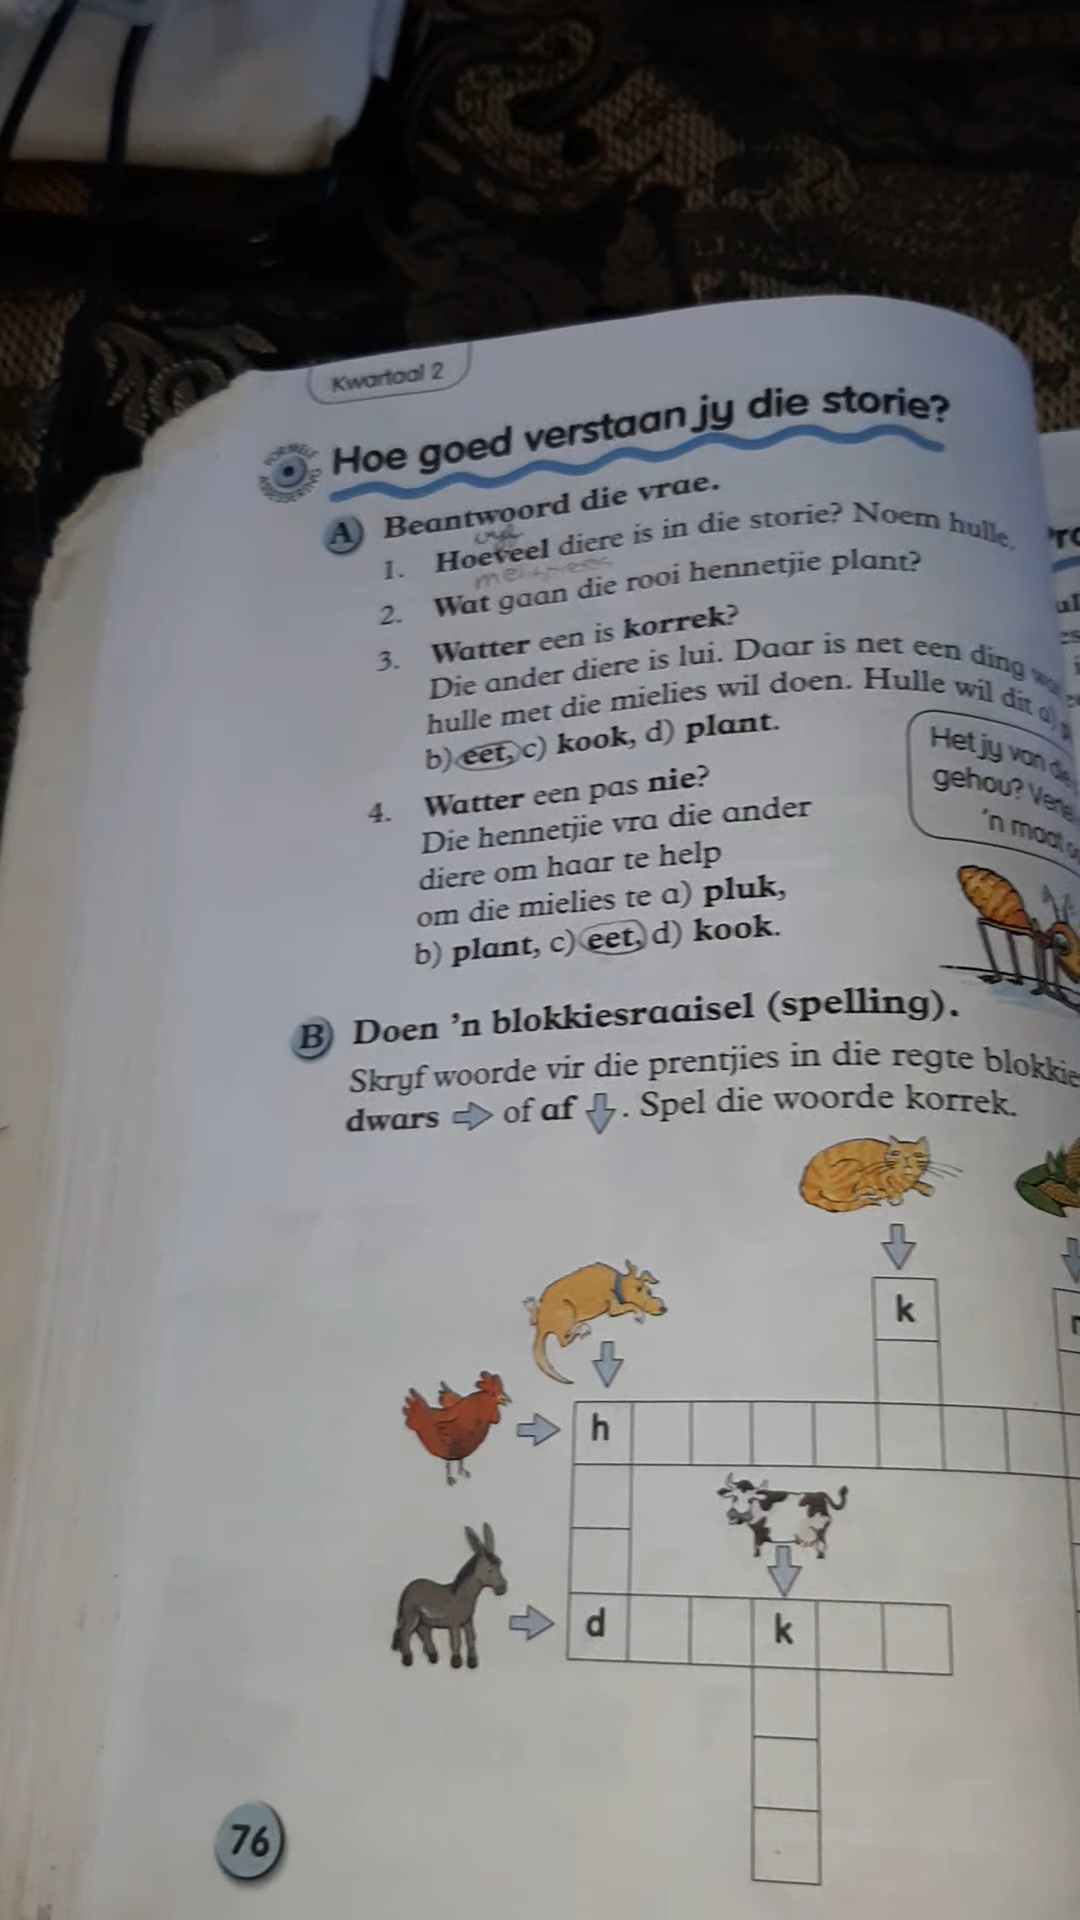 Kwartaal 2
FORMELE
ASSESSERING
Hoe goed verstaan jy die storie?
A Beantwoord die vrae.
1. Hoeveel diere is in die storie? Noem hulle.
2. Wat gaan die rooi hennetjie plant?
3. Watter een is korrek?
Die ander diere is lui. Daar is net een ding
hulle met die mielies wil doen. Hulle wil dit a)
b) eet, c) kook, d) plant.
4. Watter een pas nie?
Die hennetjie vra die ander
diere om haar te help
om die mielies te a) pluk,
b) plant, c) eet, d) kook.
Het jy van
gehou?
'n maat
B Doen 'n blokkiesraaisel (spelling).
Skryf woorde vir die prentjies in die regte
dwars of af. Spel die woorde korrek.
k
h
d k
76